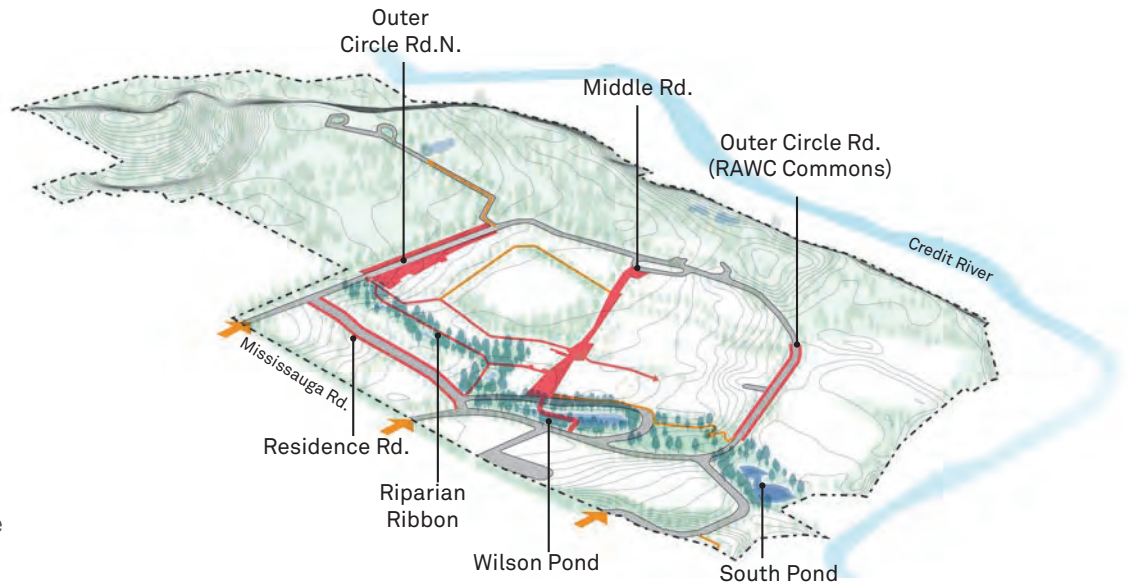 Outer
Circle Rd.N.
Middle Rd.
Outer Circle Rd.
(RAWC Commons)
Credit River
Mississauga Rd.
Residence Rd.
Riparian
Ribbon
Wilson Pond
South Pond